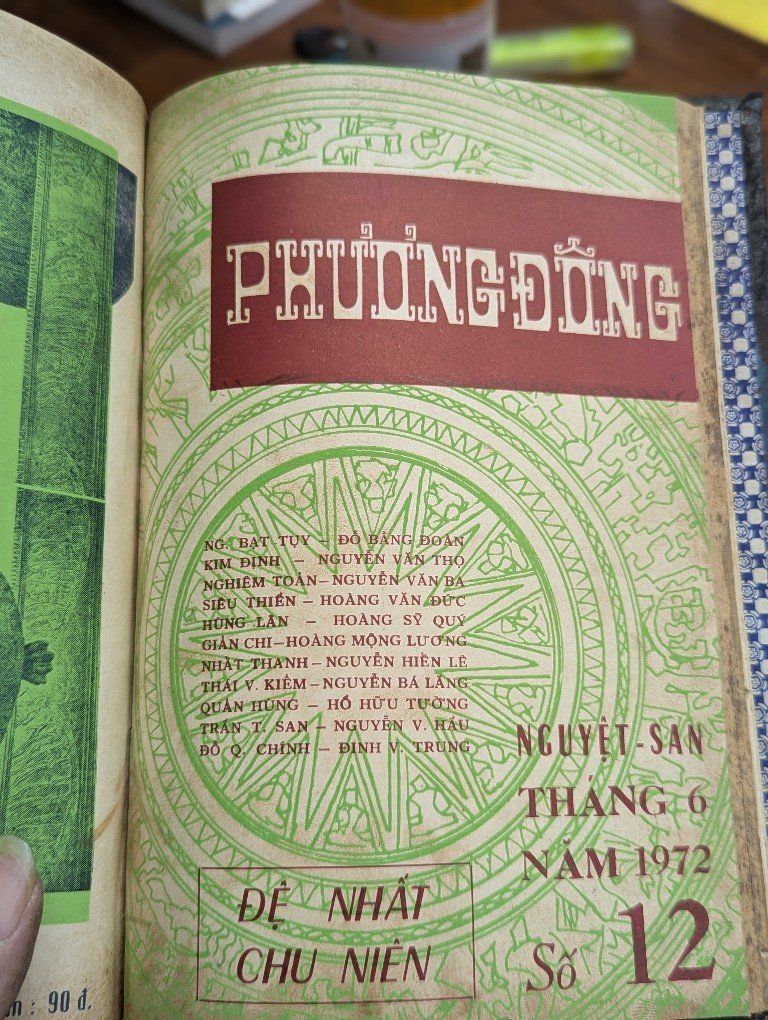 PHƯƠNG ĐÔNG
NG. BẠT TỤY – ĐỖ BẰNG ĐOÀN
KIM ĐỊNH – NGUYỄN VĂN THỌ
NGHIÊM TOẢN – NGUYỄN VĂN BA
SIÊU THIỀN – HOÀNG VĂN ĐỨC
HÙNG LÂN – HOÀNG SỸ QUÝ
GIẢN CHI – HOÀNG MỘNG LƯƠNG
NHẤT THANH – NGUYỄN HIẾN LÊ
THÁI V. KIỂM – NGUYỄN BÁ LĂNG
QUÂN HÙNG – HỒ HỮU TƯỜNG
TRẦN T. SAN – NGUYỄN V. HẦU
ĐỖ Q. CHÍNH – ĐINH V. TRUNG
NGUYỆT-SAN
THÁNG 6
NĂM 1972
Số 12
ĐỆ NHẤT
CHU NIÊN
: 90 đ.